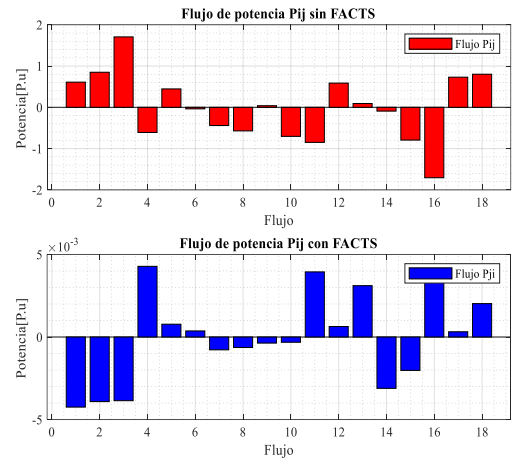 Flujo de potencia Pij sin FACTS
2
1
0
-1
-2
Potencia[P.u]
Flujo Pij
0 2 4 6 8 10 12 14 16 18
Flujo
Flujo de potencia Pij con FACTS
×10⁻³
5
0
-5
Potencia[P.u]
Flujo Pji
0 2 4 6 8 10 12 14 16 18
Flujo